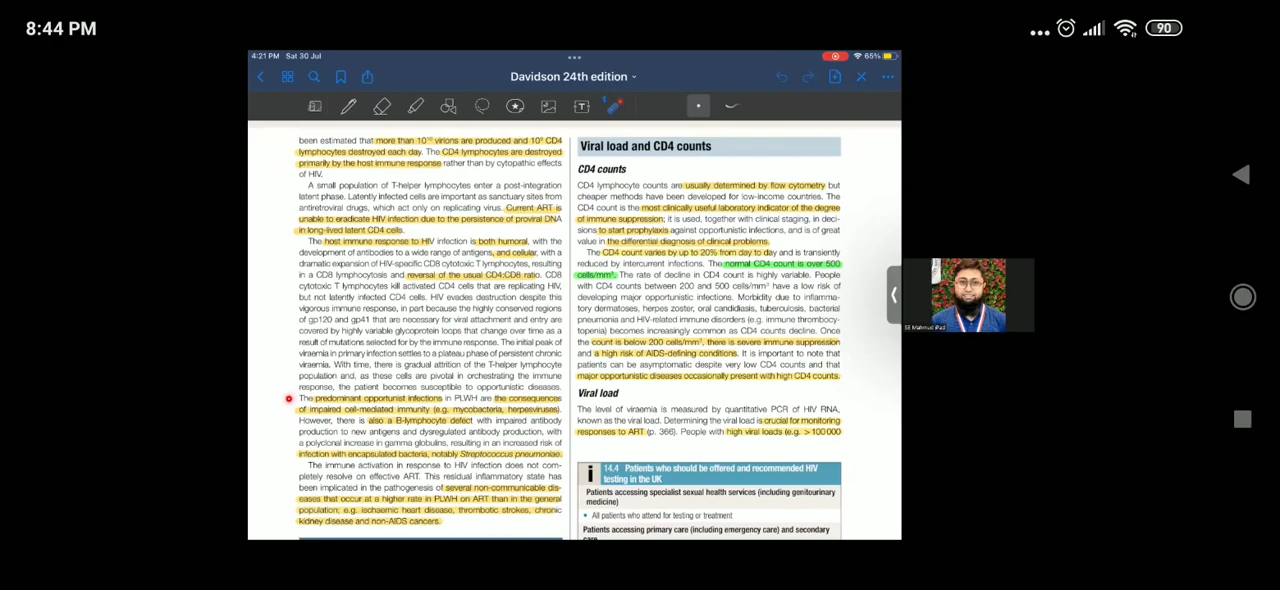 8:44 PM
90
4:21 PM Sat 30 Jul
65%
Davidson 24th edition
been estimated that more than 10¹⁰ virions are produced and 10⁹ CD4
lymphocytes destroyed each day. The CD4 lymphocytes are destroyed
primarily by the host immune response rather than by cytopathic effects
of HIV.
A small population of T-helper lymphocytes enter a post-integration
latent phase. Latently infected cells are important as sanctuary sites from
antiretroviral drugs, which act only on replicating virus. Current ART is
unable to eradicate HIV infection due to the persistence of proviral DNA
in long-lived latent CD4 cells.
The host immune response to HIV infection is both humoral, with the
development of antibodies to a wide range of antigens, and cellular, with a
dramatic expansion of HIV-specific CD8 cytotoxic T lymphocytes, resulting
in a CD8 lymphocytosis and reversal of the usual CD4:CD8 ratio. CD8
cytotoxic T lymphocytes kill activated CD4 cells that are replicating HIV,
but not latently infected CD4 cells. HIV evades destruction despite this
vigorous immune response, in part because the highly conserved regions
of gp120 and gp41 that are necessary for viral attachment and entry are
covered by highly variable glycoprotein loops that change over time as a
result of mutations selected for by the immune response. The initial peak of
viraemia in primary infection settles to a plateau phase of persistent chronic
viraemia. With time, there is gradual attrition of the T-helper lymphocyte
population and, as these cells are pivotal in orchestrating the immune
response, the patient becomes susceptible to opportunistic diseases.
The predominant opportunist infections in PLWH are the consequences
of impaired cell-mediated immunity (e.g. mycobacteria, herpesviruses).
However, there is also a B-lymphocyte defect with impaired antibody
production to new antigens and dysregulated antibody production, with
a polyclonal increase in gamma globulins, resulting in an increased risk of
infection with encapsulated bacteria, notably Streptococcus pneumoniae.
The immune activation in response to HIV infection does not com-
pletely resolve on effective ART. This residual inflammatory state has
been implicated in the pathogenesis of several non-communicable dis-
eases that occur at a higher rate in PLWH on ART than in the general
population; e.g. ischaemic heart disease, thrombotic strokes, chronic
kidney disease and non-AIDS cancers.
Viral load and CD4 counts
CD4 counts
CD4 lymphocyte counts are usually determined by flow cytometry but
cheaper methods have been developed for low-income countries. The
CD4 count is the most clinically useful laboratory indicator of the degree
of immune suppression; it is used, together with clinical staging, in deci-
sions to start prophylaxis against opportunistic infections, and is of great
value in the differential diagnosis of clinical problems.
The CD4 count varies by up to 20% from day to day and is transiently
reduced by intercurrent infections. The normal CD4 count is over 500
cells/mm³. The rate of decline in CD4 count is highly variable. People
with CD4 counts between 200 and 500 cells/mm³ have a low risk of
developing major opportunistic infections. Morbidity due to inflamma-
tory dermatoses, herpes zoster, oral candidiasis, tuberculosis, bacterial
pneumonia and HIV-related immune disorders (e.g. immune thrombocy-
topenia) becomes increasingly common as CD4 counts decline. Once
the count is below 200 cells/mm³, there is severe immune suppression
and a high risk of AIDS-defining conditions. It is important to note that
patients can be asymptomatic despite very low CD4 counts and that
major opportunistic diseases occasionally present with high CD4 counts.
Viral load
The level of viraemia is measured by quantitative PCR of HIV RNA,
known as the viral load. Determining the viral load is crucial for monitoring
responses to ART (p. 366). People with high viral loads (e.g. >100 000
i 14.4 Patients who should be offered and recommended HIV
testing in the UK
Patients accessing specialist sexual health services (including genitourinary
medicine)
• All patients who attend for testing or treatment
Patients accessing primary care (including emergency care) and secondary
care
SE Mahmud iPad